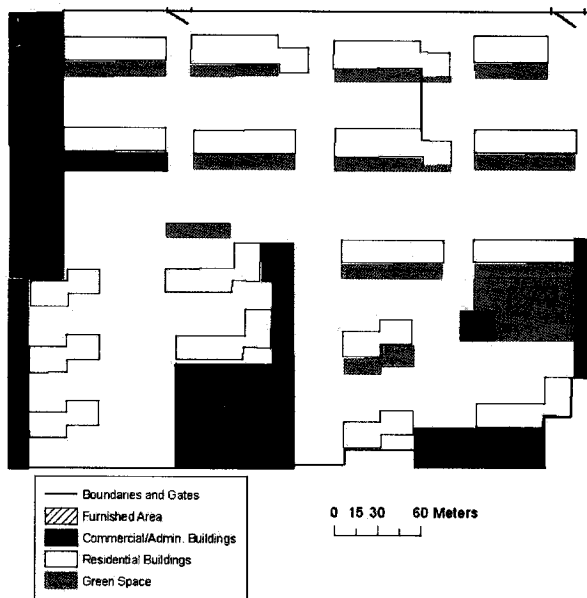 Boundaries and Gates
Furnished Area
Commercial/Admin. Buildings
Residential Buildings
Green Space
0 15 30 60 Meters